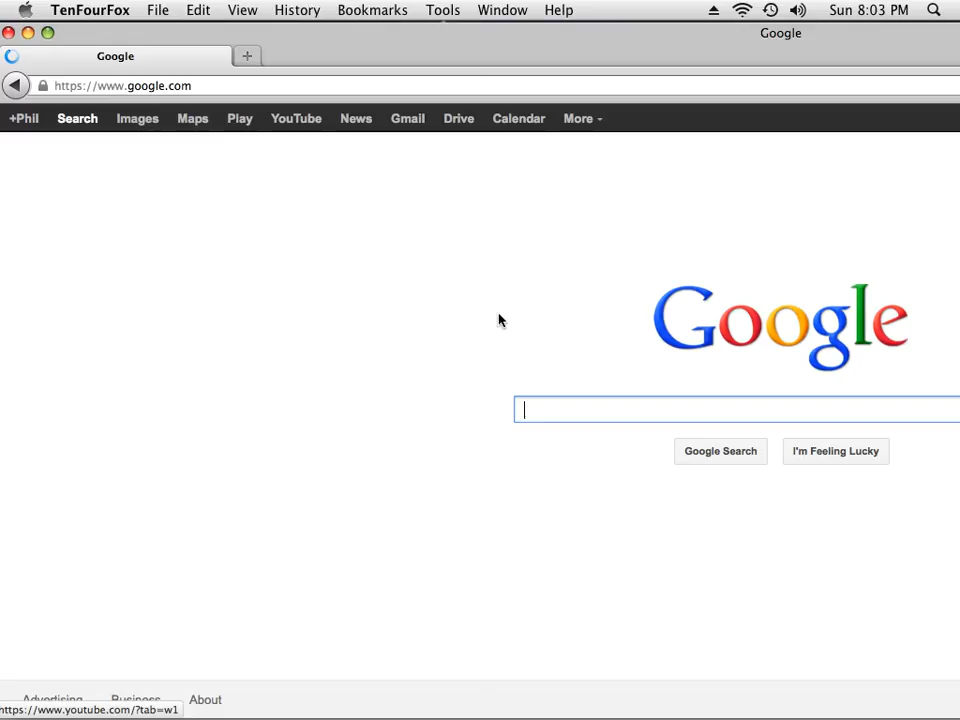 TenFourFox File Edit View History Bookmarks Tools Window Help Sun 8:03 PM
Google
Google
https://www.google.com
+Phil Search Images Maps Play YouTube News Gmail Drive Calendar More
Google
Google Search I'm Feeling Lucky
Advertising Business About
https://www.youtube.com/?tab=w1